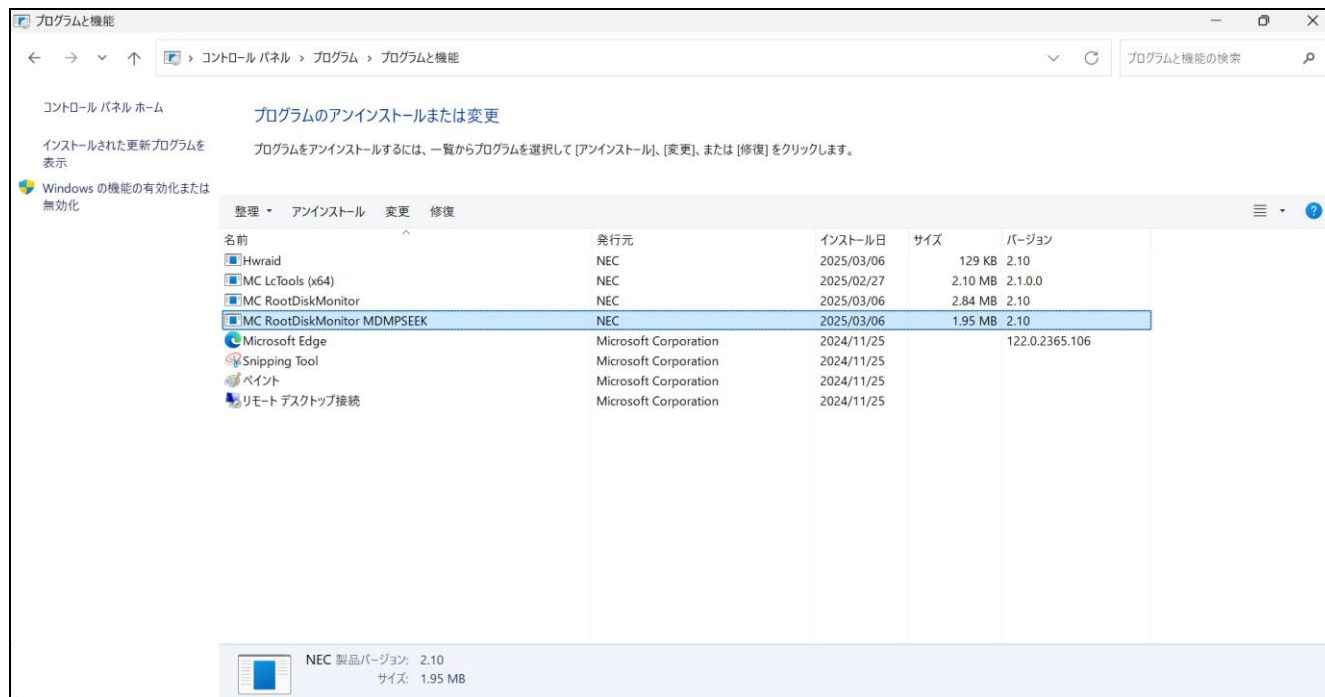 プログラムと機能
コントロール パネル › プログラム › プログラムと機能
プログラムと機能の検索
コントロール パネル ホーム
インストールされた更新プログラムを
表示
Windows の機能の有効化または
無効化
プログラムのアンインストールまたは変更
プログラムをアンインストールするには、一覧からプログラムを選択して [アンインストール]、[変更]、または [修復] をクリックします。
整理 アンインストール 変更 修復
名前 発行元 インストール日 サイズ バージョン
Hwraid NEC 2025/03/06 129 KB 2.10
MC LcTools (x64) NEC 2025/02/27 2.10 MB 2.1.0.0
MC RootDiskMonitor NEC 2025/03/06 2.84 MB 2.10
MC RootDiskMonitor MDMPSEEK NEC 2025/03/06 1.95 MB 2.10
Microsoft Edge Microsoft Corporation 2024/11/25 122.0.2365.106
Snipping Tool Microsoft Corporation 2024/11/25
ペイント Microsoft Corporation 2024/11/25
リモート デスクトップ接続 Microsoft Corporation 2024/11/25
NEC 製品バージョン: 2.10
サイズ: 1.95 MB